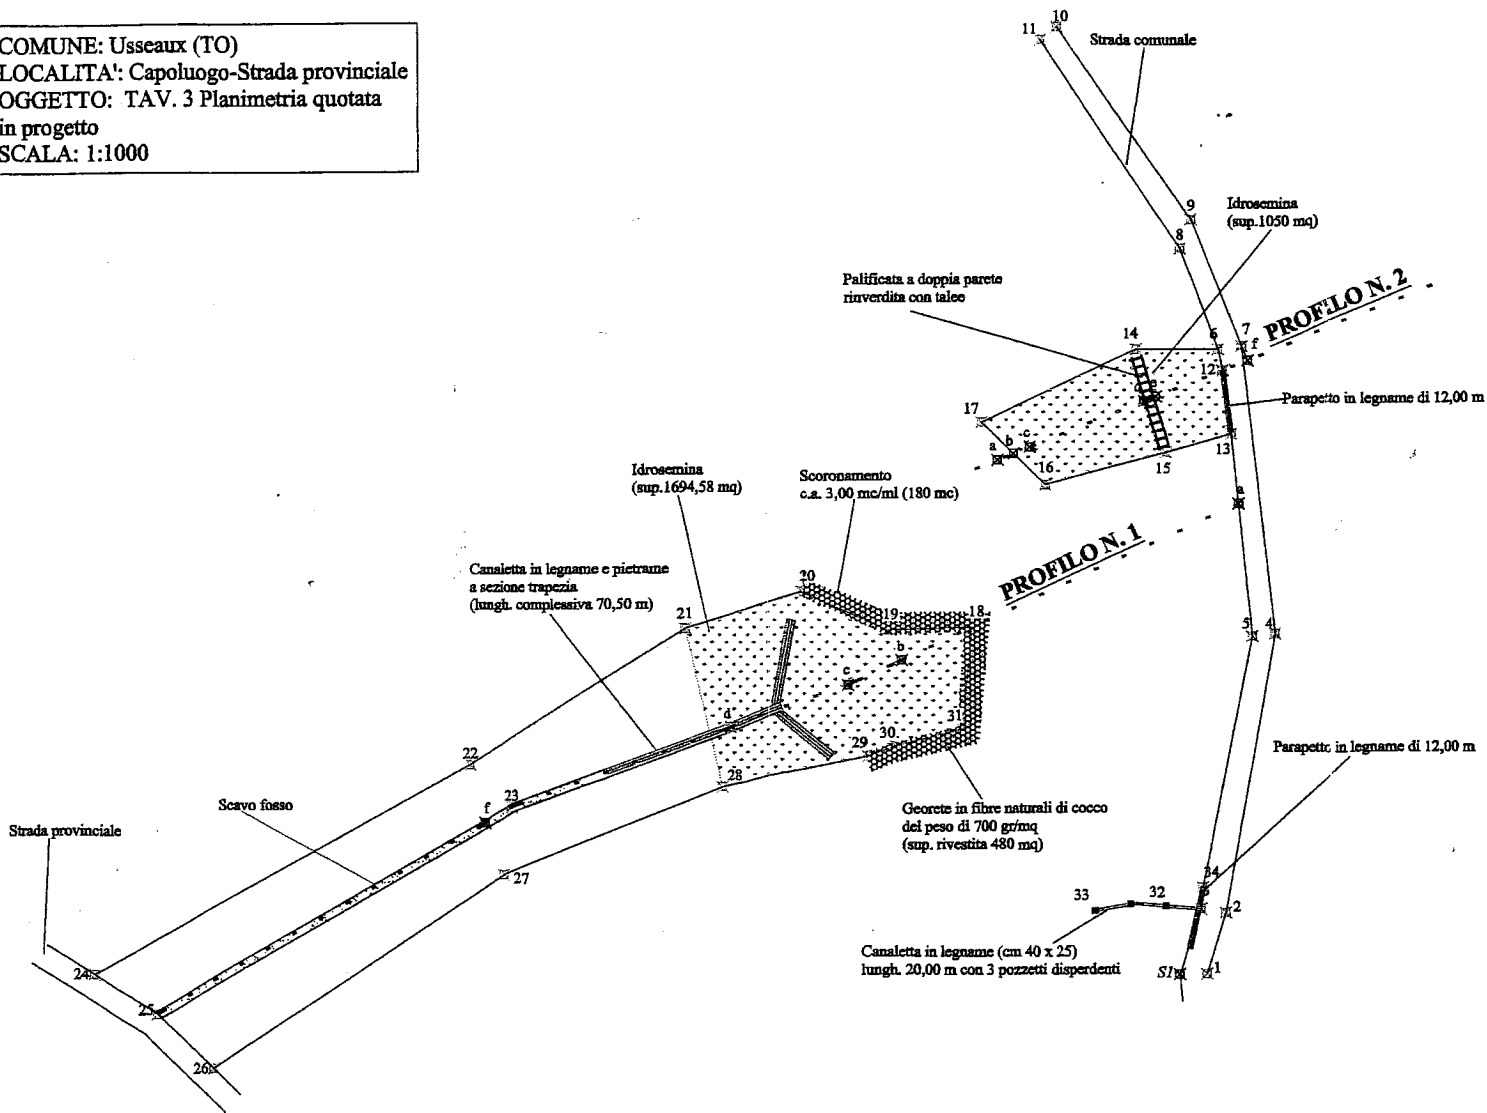 COMUNE: Usseaux (TO)
LOCALITA': Capoluogo-Strada provinciale
OGGETTO: TAV. 3 Planimetria quotata
in progetto
SCALA: 1:1000
10
11
Strada comunale
9
8
Idrosemina
(sup.1050 mq)
Palificata a doppia parete
rinverdita con talee
PROFILO N. 2
14
6
7
f
12
d
e
Parapetto in legname di 12,00 m
17
13
a
b
c
16
15
a
Idrosemina
(sup.1694,58 mq)
Scoronamento
c.a. 3,00 mc/ml (180 mc)
PROFILO N. 1
Canaletta in legname e pietrame
a sezione trapezia
(lungh. complessiva 70,50 m)
20
21
19
18
5
4
b
c
d
31
30
29
22
28
Parapetto in legname di 12,00 m
23
f
Scavo fosso
Strada provinciale
Georete in fibre naturali di cocco
del peso di 700 gr/mq
(sup. rivestita 480 mq)
27
34
33
32
3
2
Canaletta in legname (cm 40 x 25)
lungh. 20,00 m con 3 pozzetti disperdenti
S1
1
24
25
26